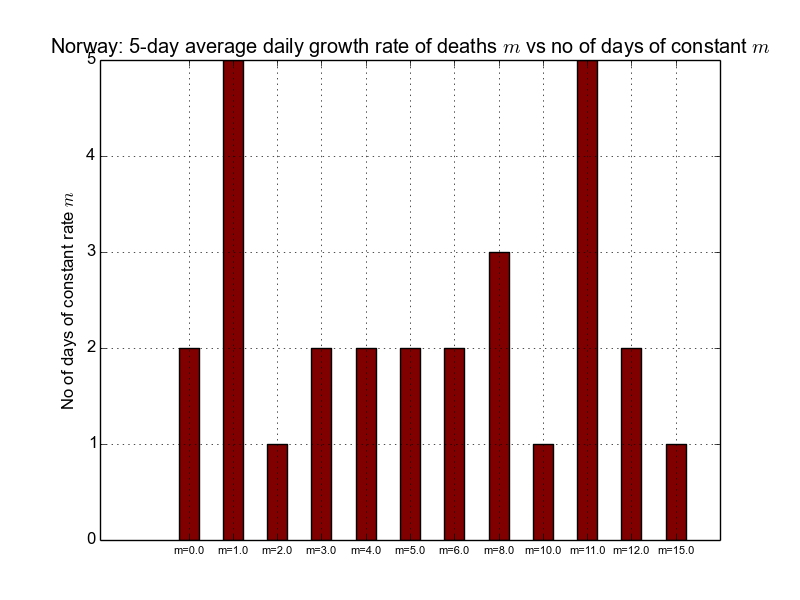 Norway: 5-day average daily growth rate of deaths m vs no of days of constant m
No of days of constant rate m
5
4
3
2
1
0
m=0.0 m=1.0 m=2.0 m=3.0 m=4.0 m=5.0 m=6.0 m=8.0 m=10.0 m=11.0 m=12.0 m=15.0